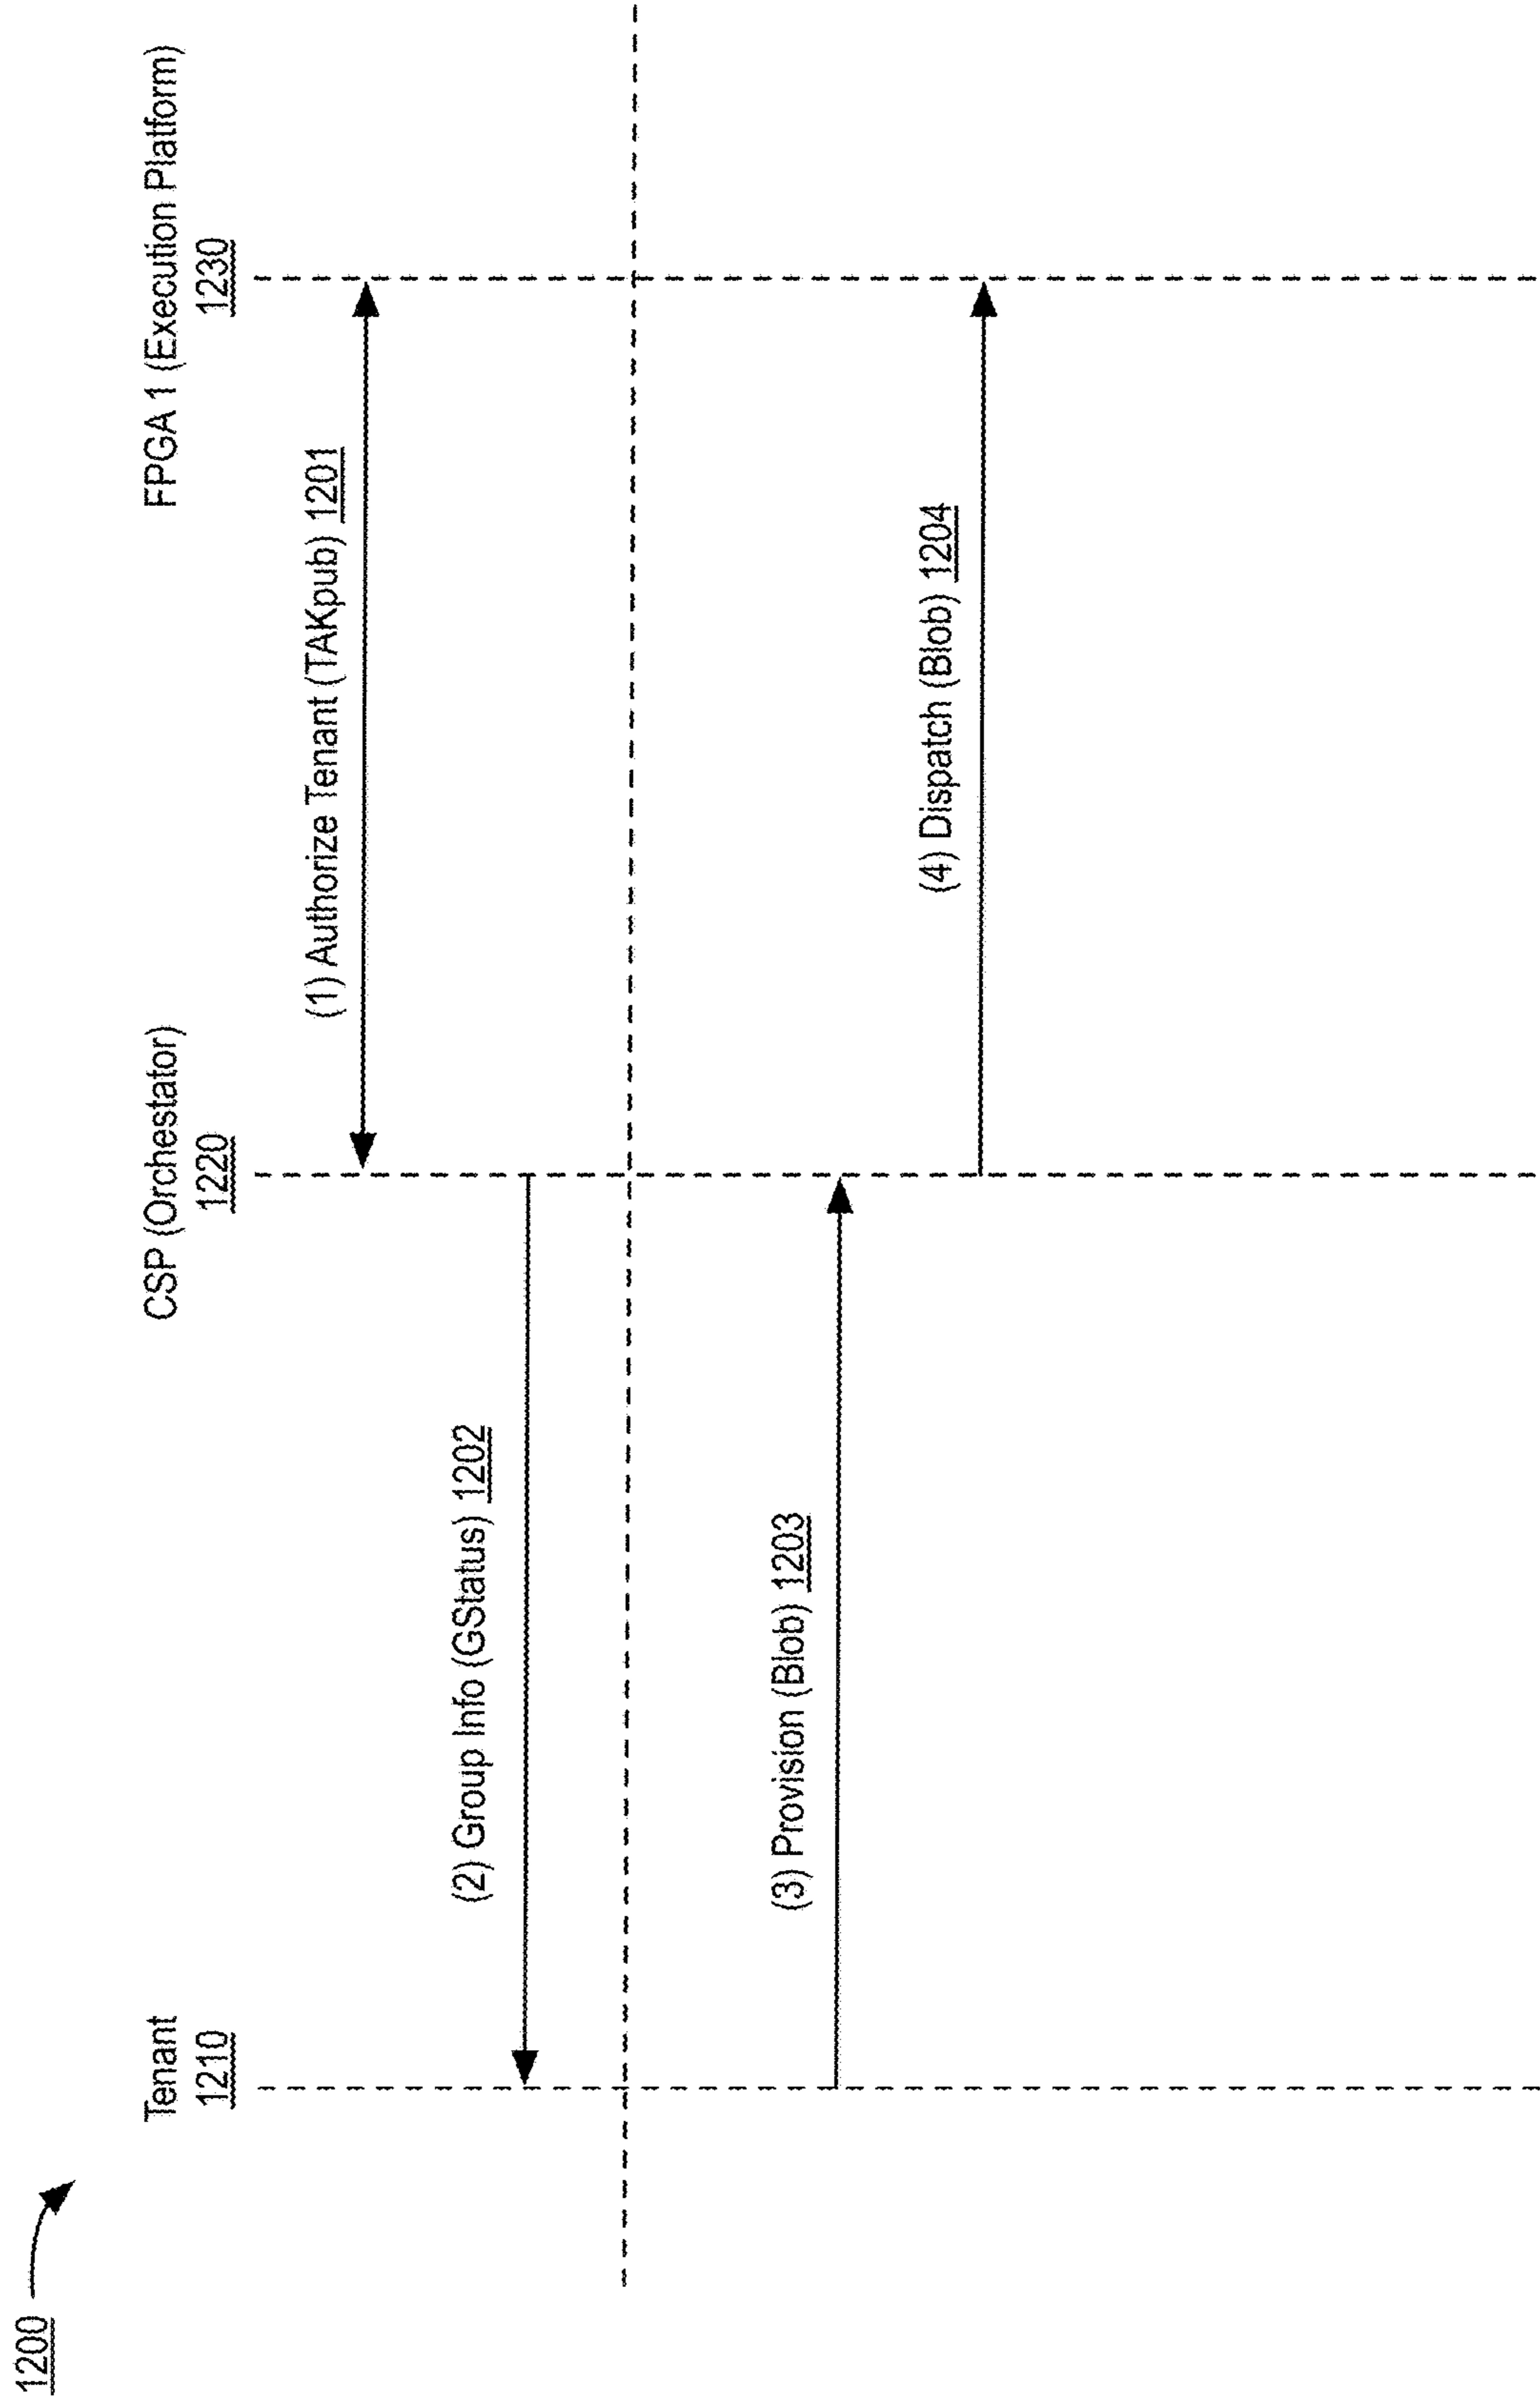 1200
Tenant
1210
CSP (Orchestator)
1220
FPGA 1 (Execution Platform)
1230
(1) Authorize Tenant (TAKpub) 1201
(2) Group Info (GStatus) 1202
(3) Provision (Blob) 1203
(4) Dispatch (Blob) 1204